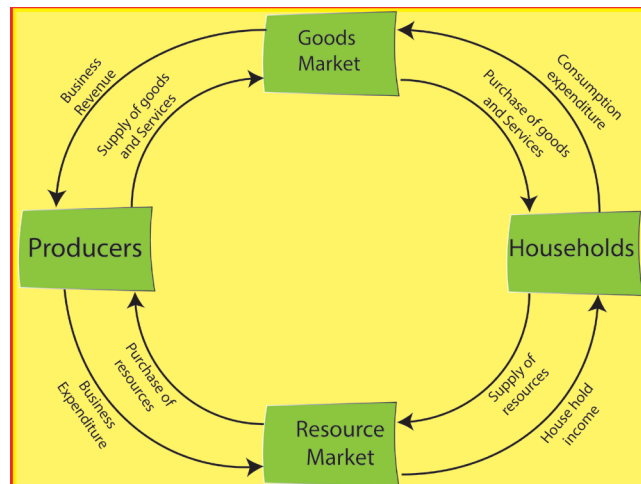 Goods
Market
Business
Revenue
Supply of goods
and Services
Purchase of goods
and Services
Consumption
expenditure
Producers
Households
Business
Expenditure
Purchase of
resources
Supply of
resources
House hold
income
Resource
Market